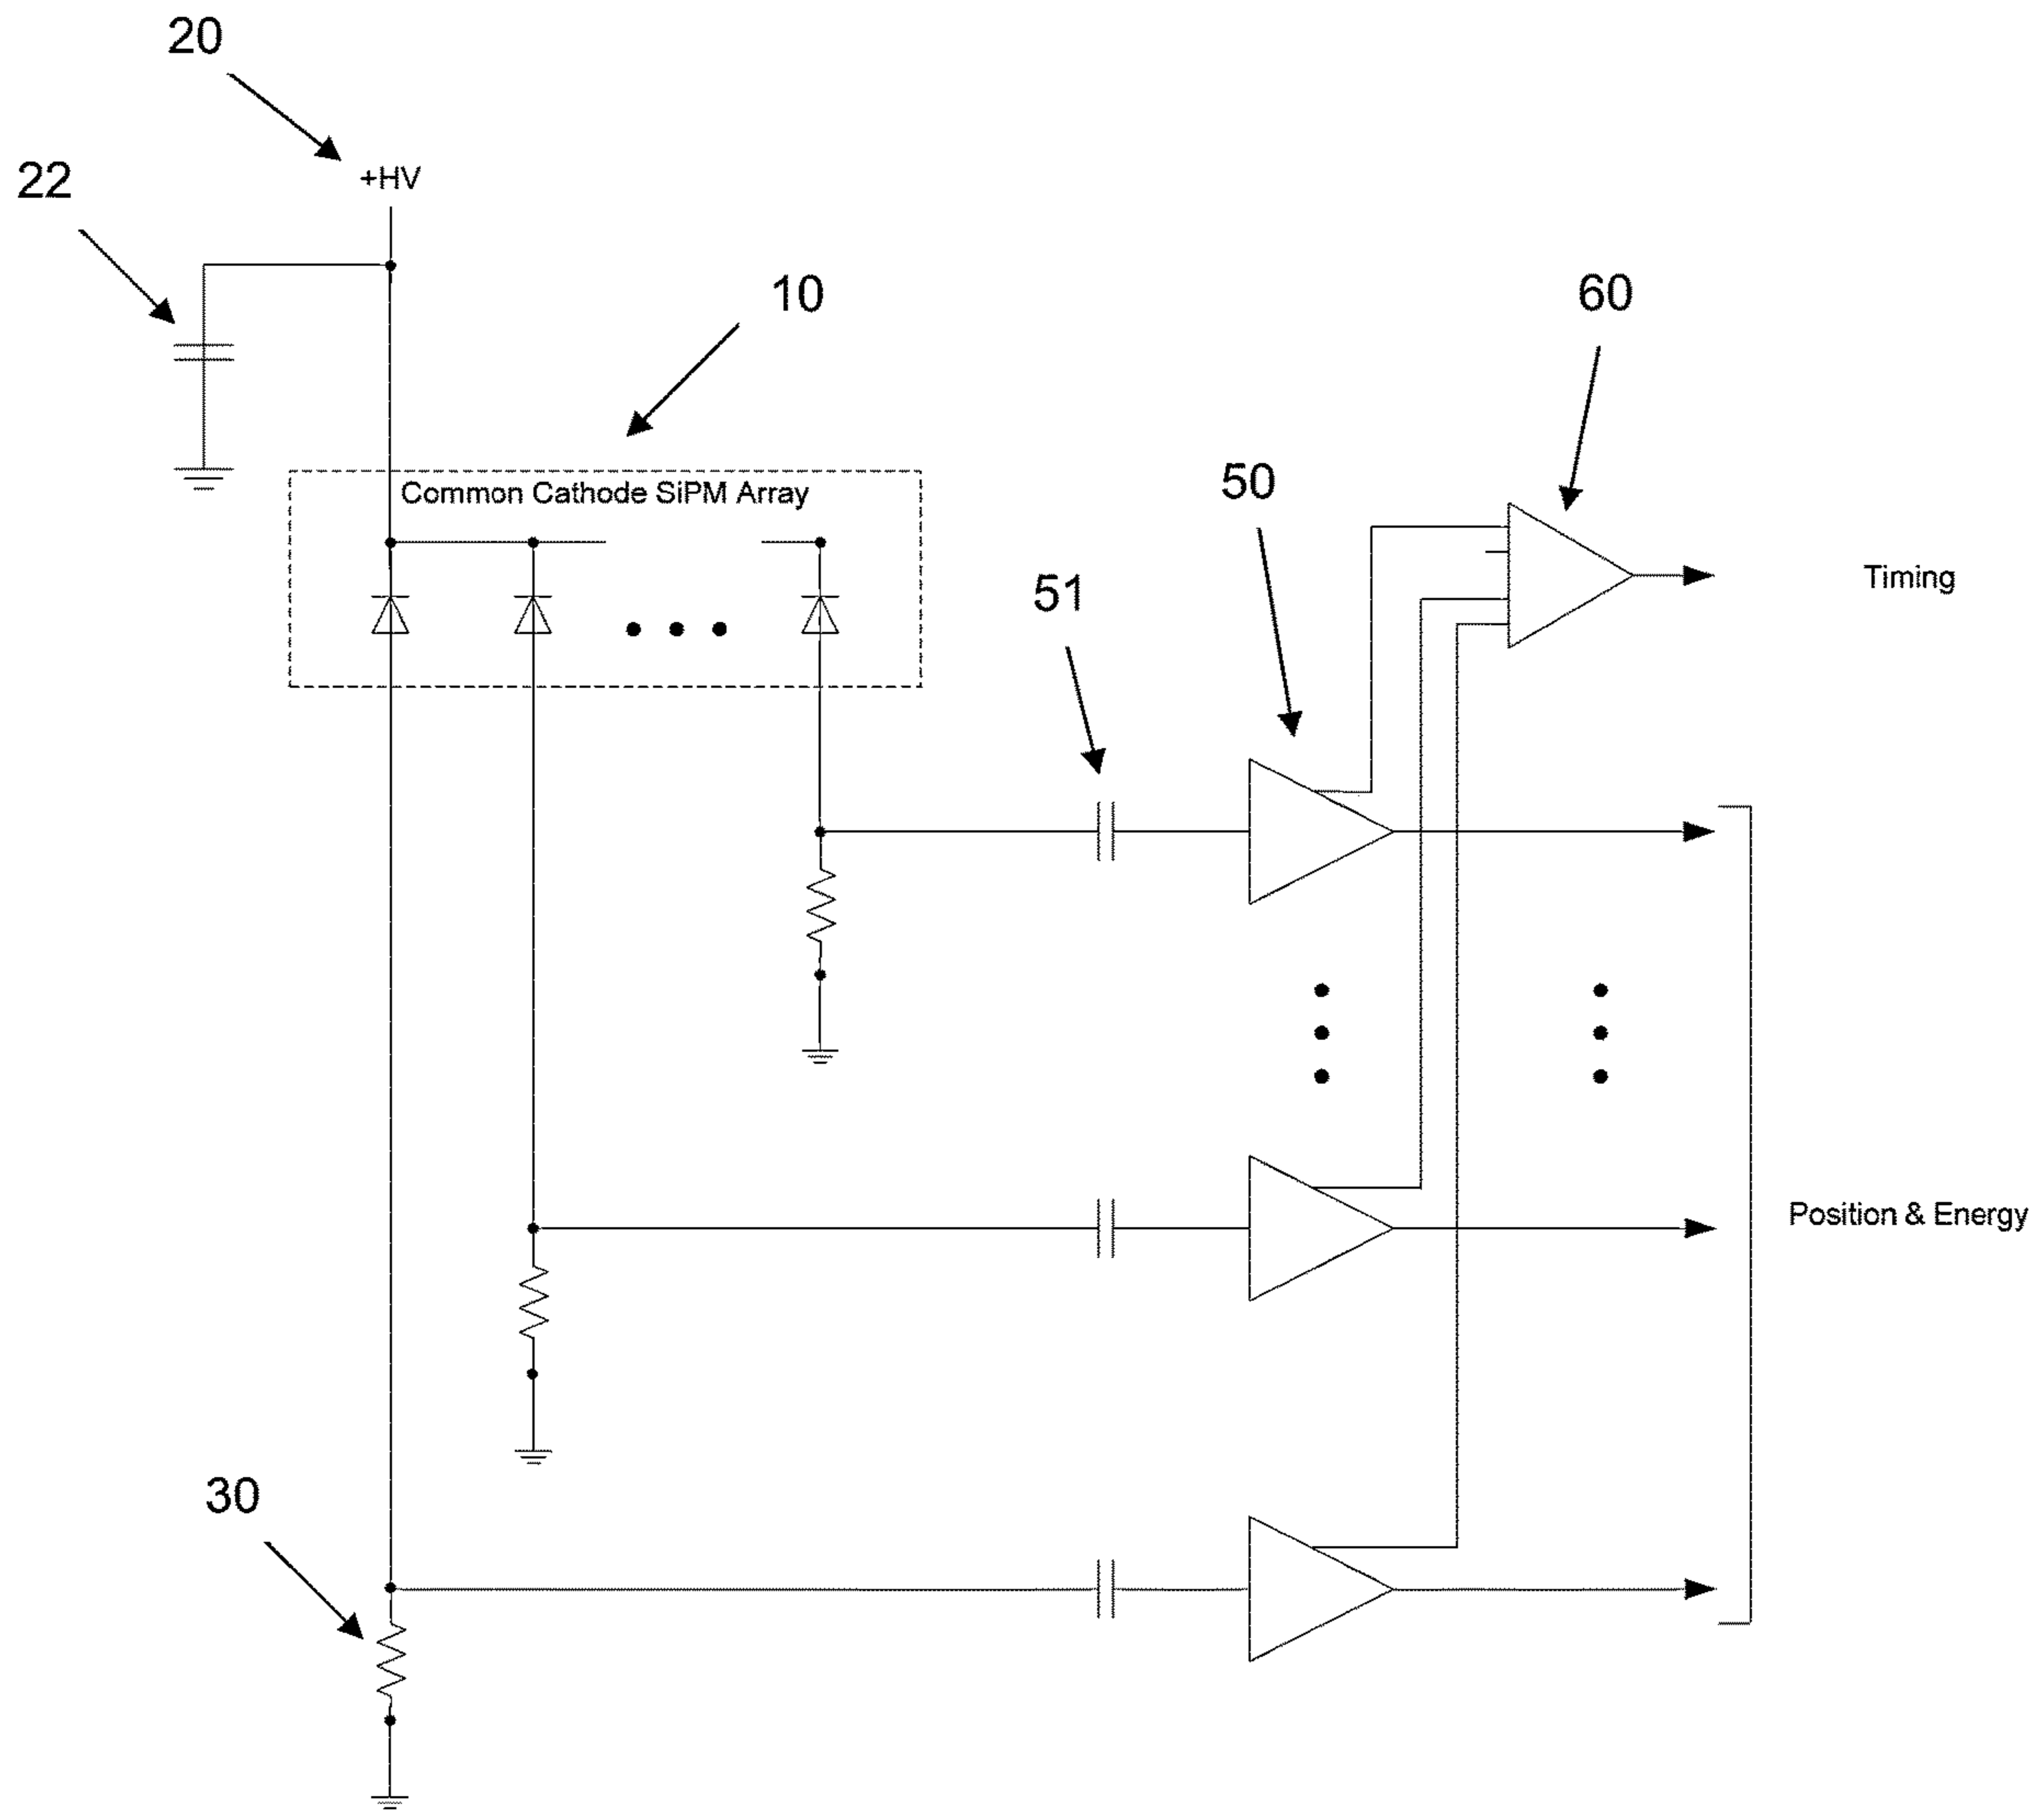 20
22
+HV
10
60
Common Cathode SiPM Array
50
51
Timing
Position & Energy
30